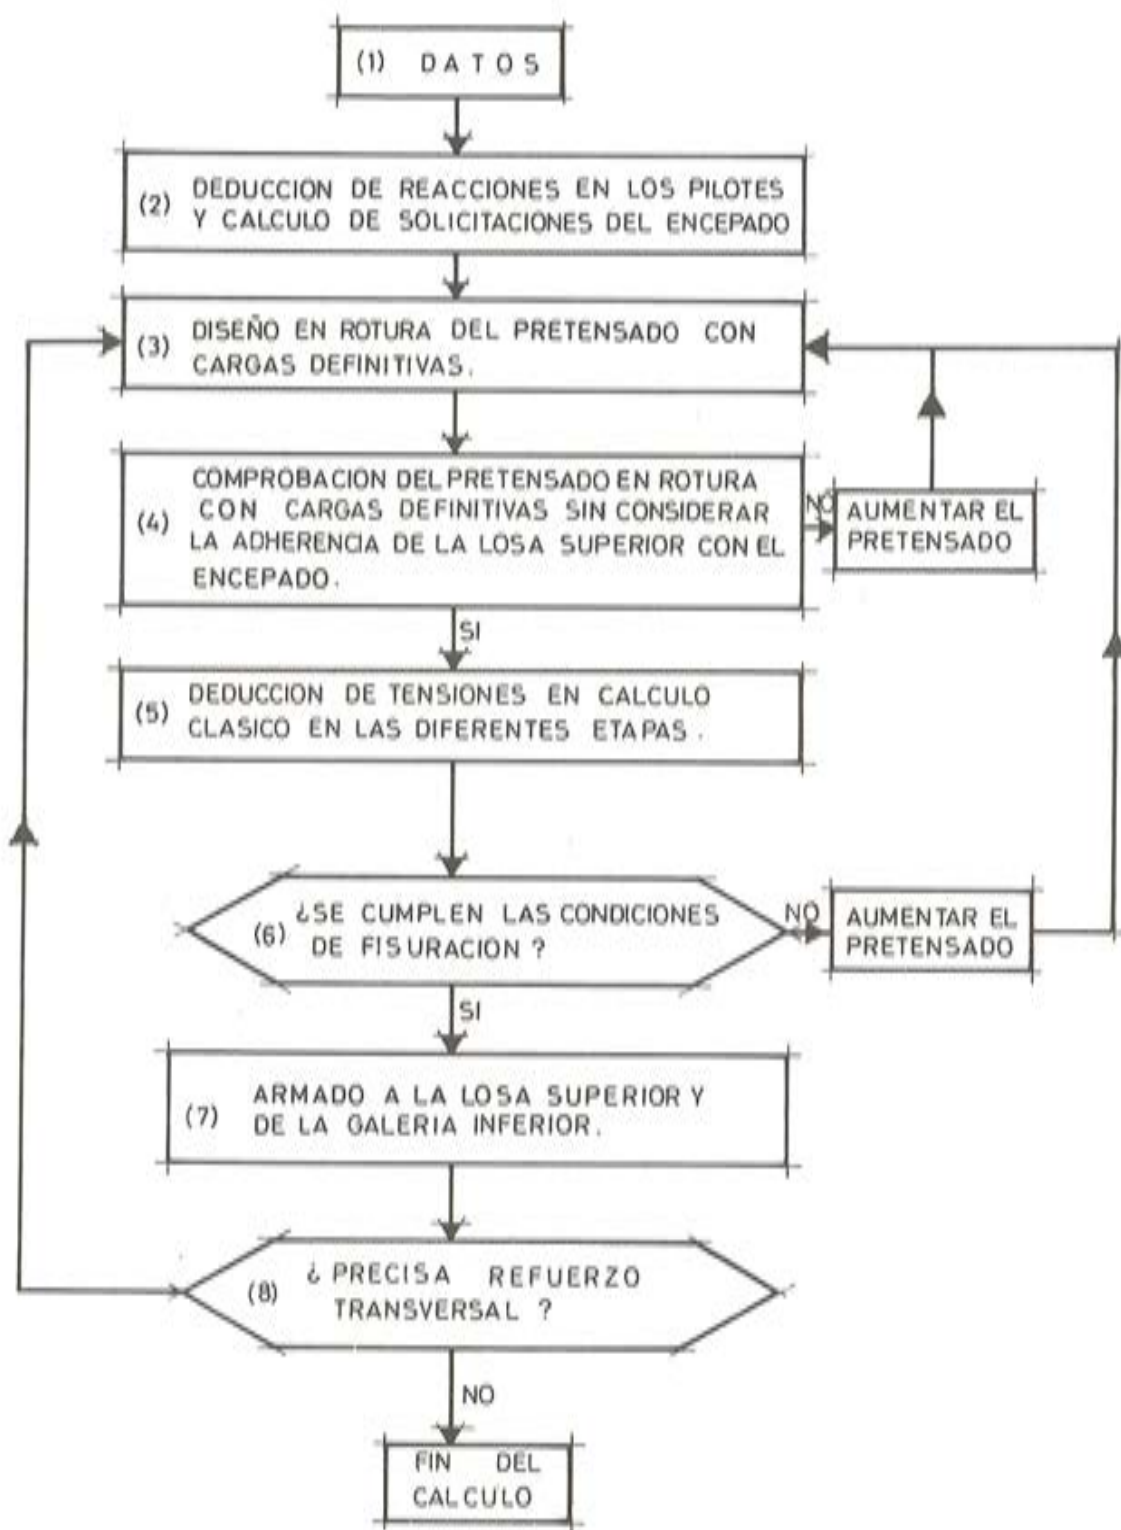 (1) DATOS
(2) DEDUCCION DE REACCIONES EN LOS PILOTES
Y CALCULO DE SOLICITACIONES DEL ENCEPADO
(3) DISEÑO EN ROTURA DEL PRETENSADO CON
CARGAS DEFINITIVAS.
(4) COMPROBACION DEL PRETENSADO EN ROTURA
CON CARGAS DEFINITIVAS SIN CONSIDERAR
LA ADHERENCIA DE LA LOSA SUPERIOR CON EL
ENCEPADO.
NO
AUMENTAR EL
PRETENSADO
SI
(5) DEDUCCION DE TENSIONES EN CALCULO
CLASICO EN LAS DIFERENTES ETAPAS.
(6) ¿SE CUMPLEN LAS CONDICIONES
DE FISURACION?
NO
AUMENTAR EL
PRETENSADO
SI
(7) ARMADO A LA LOSA SUPERIOR Y
DE LA GALERIA INFERIOR.
(8) ¿PRECISA REFUERZO
TRANSVERSAL?
NO
FIN DEL
CALCULO